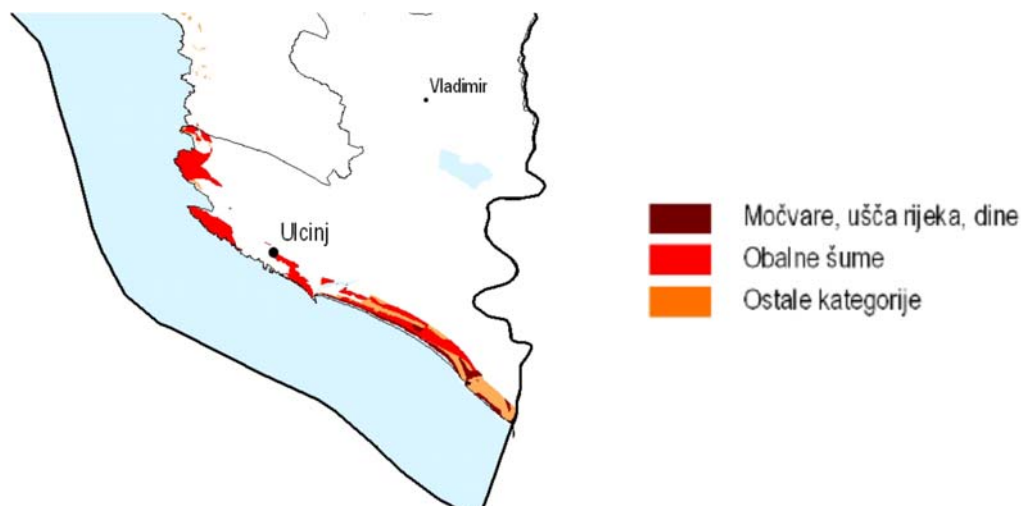 Vladimir
Ulcinj
Močvare, ušća rijeka, dine
Obalne šume
Ostale kategorije